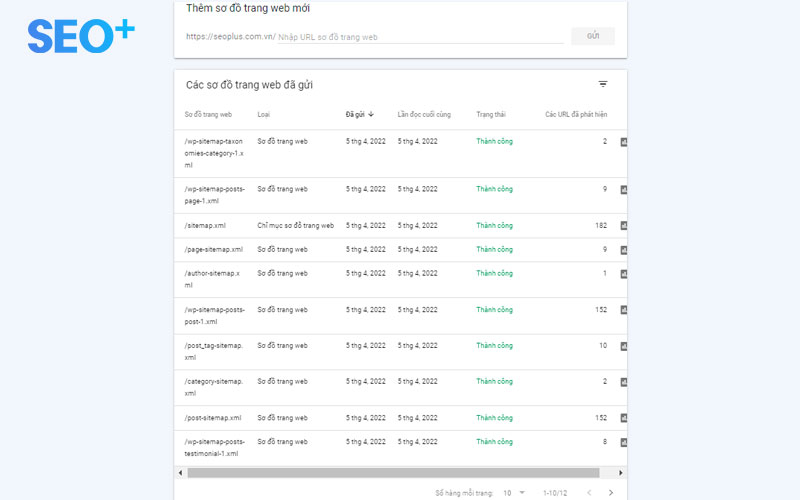 SEO+
Thêm sơ đồ trang web mới
https://seoplus.com.vn/ Nhập URL sơ đồ trang web GỬI
Các sơ đồ trang web đã gửi
Sơ đồ trang web Loại Đã gửi Lần đọc cuối cùng Trạng thái Các URL đã phát hiện
/wp-sitemap-taxon Sơ đồ trang web 5 thg 4, 2022 5 thg 4, 2022 Thành công 2
omies-category-1.x
ml
/wp-sitemap-posts- Sơ đồ trang web 5 thg 4, 2022 5 thg 4, 2022 Thành công 9
page-1.xml
/sitemap.xml Chỉ mục sơ đồ trang web 5 thg 4, 2022 5 thg 4, 2022 Thành công 182
/page-sitemap.xml Sơ đồ trang web 5 thg 4, 2022 5 thg 4, 2022 Thành công 9
/author-sitemap.x Sơ đồ trang web 5 thg 4, 2022 5 thg 4, 2022 Thành công 1
ml
/wp-sitemap-posts- Sơ đồ trang web 5 thg 4, 2022 5 thg 4, 2022 Thành công 152
post-1.xml
/post_tag-sitemap. Sơ đồ trang web 5 thg 4, 2022 5 thg 4, 2022 Thành công 10
xml
/category-sitemap. Sơ đồ trang web 5 thg 4, 2022 5 thg 4, 2022 Thành công 2
xml
/post-sitemap.xml Sơ đồ trang web 5 thg 4, 2022 5 thg 4, 2022 Thành công 152
/wp-sitemap-posts- Sơ đồ trang web 5 thg 4, 2022 5 thg 4, 2022 Thành công 8
testimonial-1.xml
Số hàng mỗi trang: 10 1-10/12